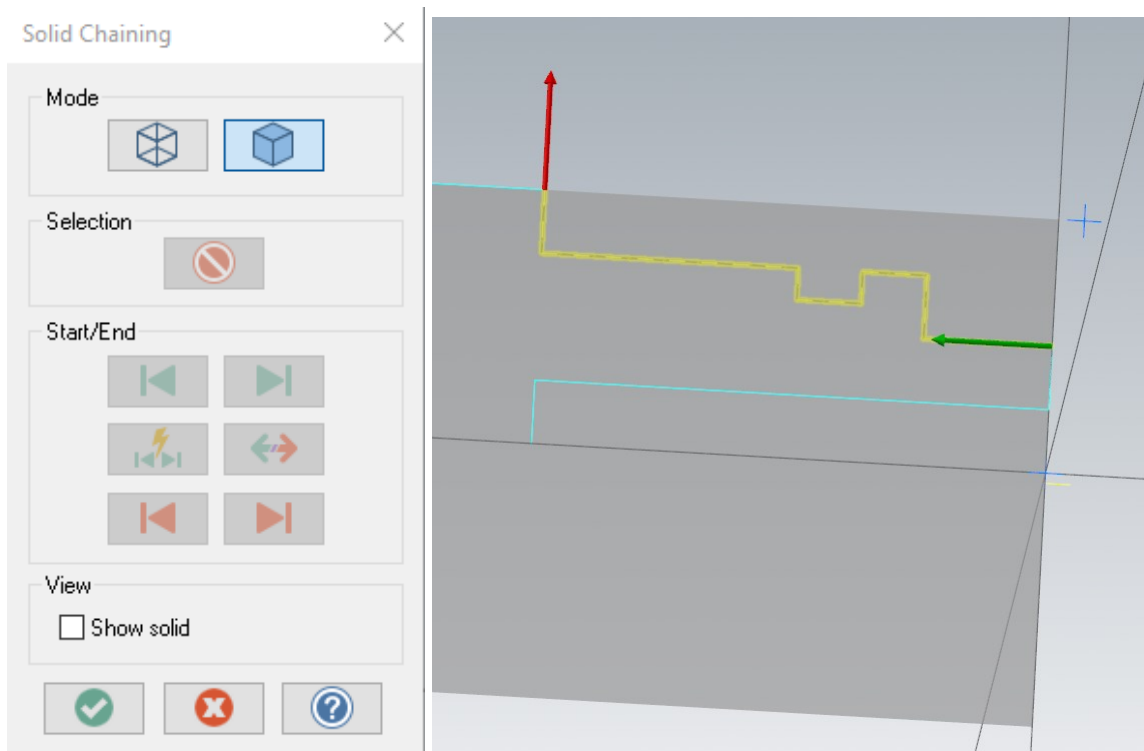 Solid Chaining
Mode
Selection
Start/End
View
Show solid